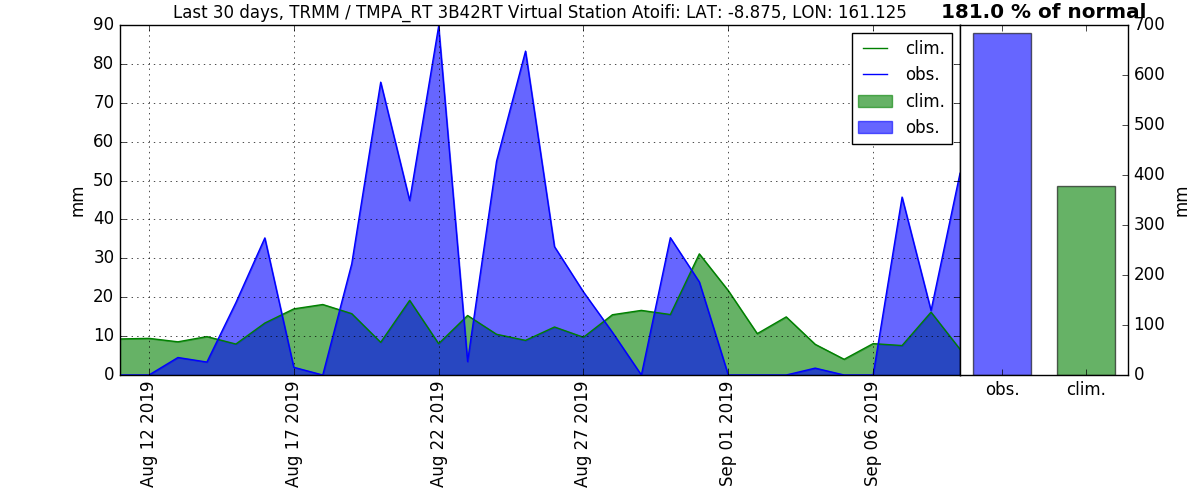 Last 30 days, TRMM / TMPA_RT 3B42RT Virtual Station Atoifi: LAT: -8.875, LON: 161.125
181.0 % of normal
90
80
70
60
50
40
30
20
10
0
mm
clim.
obs.
clim.
obs.
Aug 12 2019
Aug 17 2019
Aug 22 2019
Aug 27 2019
Sep 01 2019
Sep 06 2019
700
600
500
400
300
200
100
0
mm
obs.
clim.